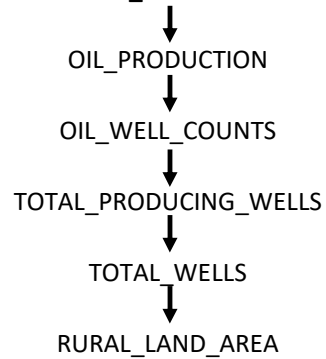 OIL_PRODUCTION
OIL_WELL_COUNTS
TOTAL_PRODUCING_WELLS
TOTAL_WELLS
RURAL_LAND_AREA